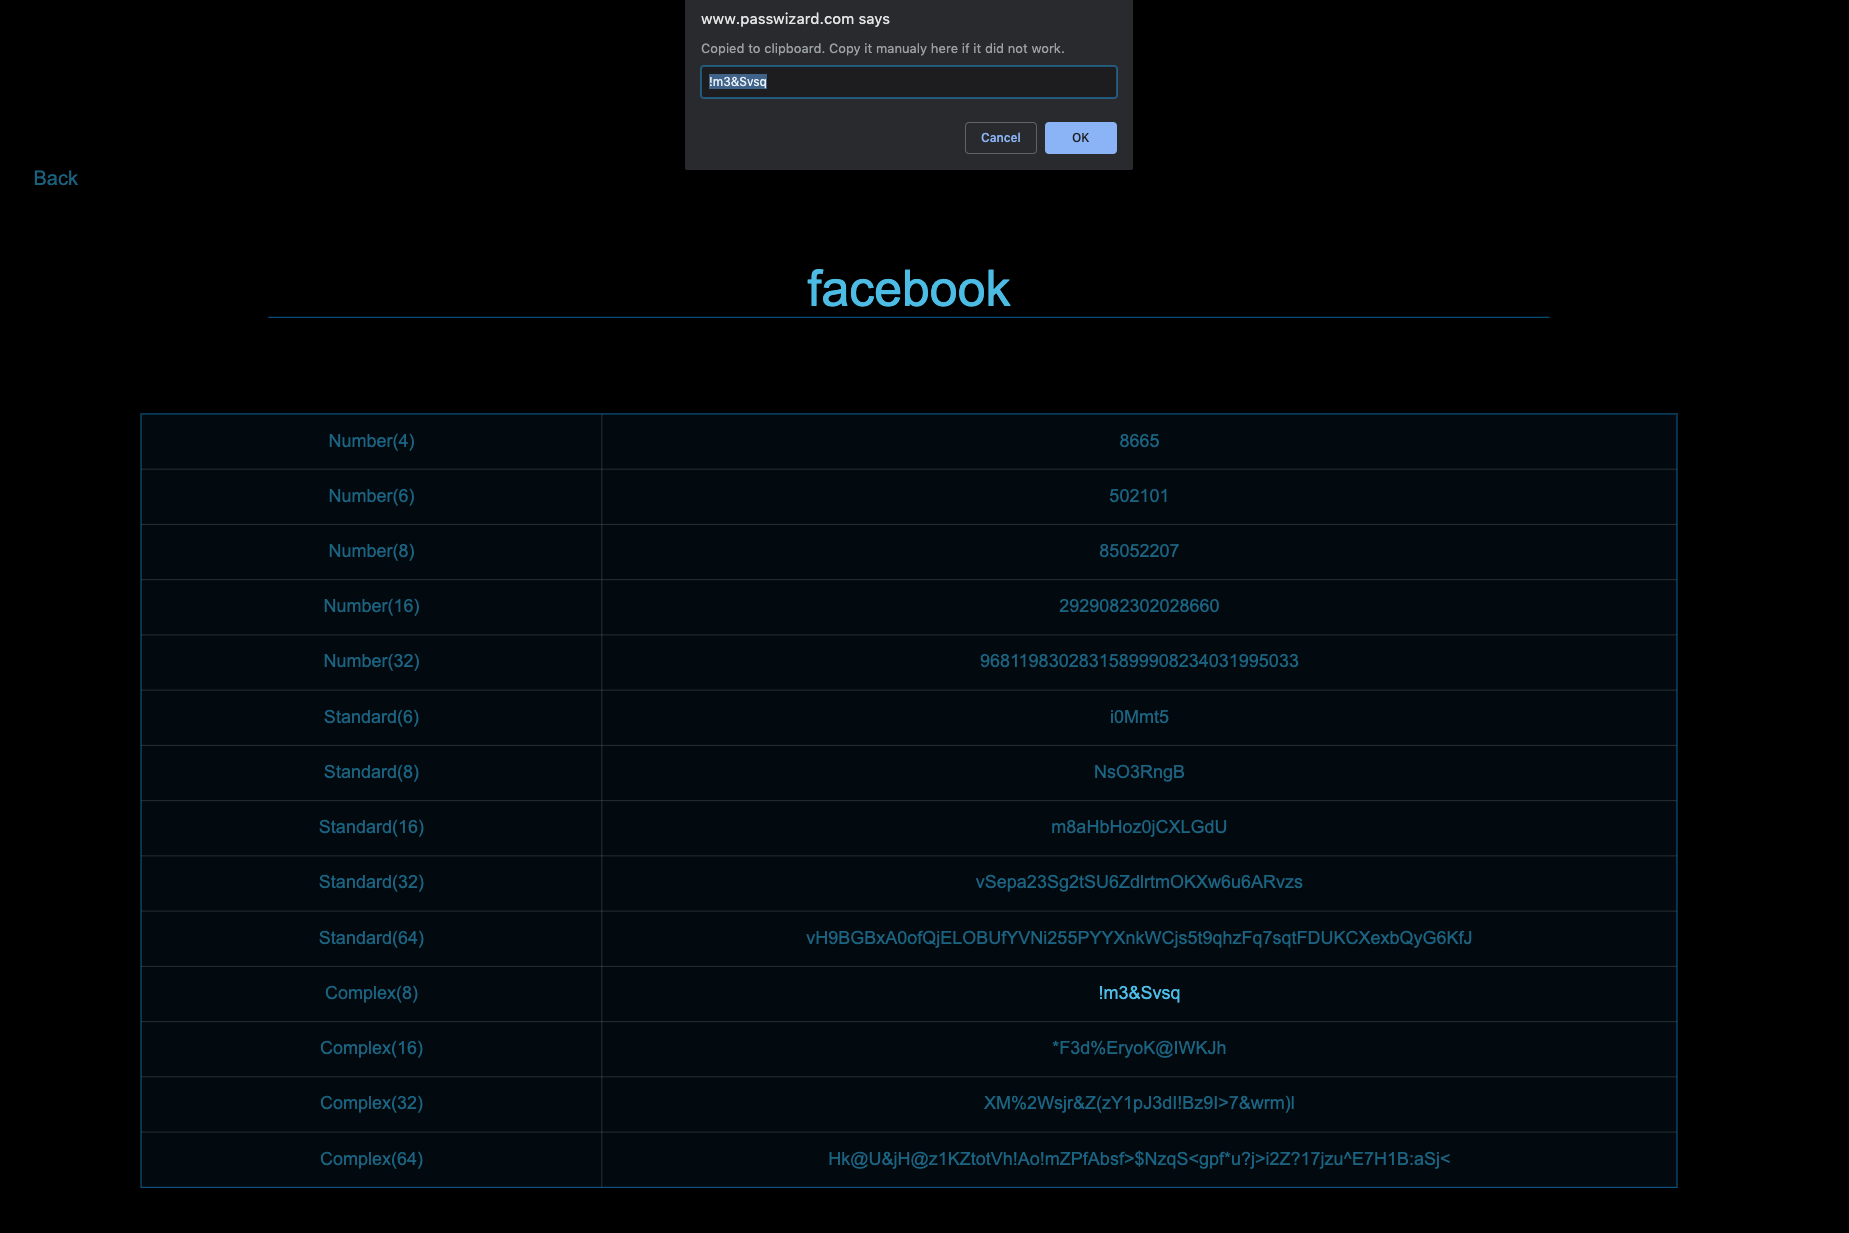 www.passwizard.com says
Copied to clipboard. Copy it manualy here if it did not work.
!m3&Svsq
Cancel OK
Back
facebook
Number(4) 8665
Number(6) 502101
Number(8) 85052207
Number(16) 2929082302028660
Number(32) 96811983028315899908234031995033
Standard(6) i0Mmt5
Standard(8) NsO3RngB
Standard(16) m8aHbHoz0jCXLGdU
Standard(32) vSepa23Sg2tSU6ZdlrtmOKXw6u6ARvzs
Standard(64) vH9BGBxA0ofQjELOBUfYVNi255PYYXnkWCjs5t9qhzFq7sqtFDUKCXexbQyG6KfJ
Complex(8) !m3&Svsq
Complex(16) *F3d%EryoK@IWKJh
Complex(32) XM%2Wsjr&Z(zY1pJ3dI!Bz9I>7&wrm)l
Complex(64) Hk@U&jH@z1KZtotVh!Ao!mZPfAbsf>$NzqS<gpf*u?j>i2Z?17jzu^E7H1B:aSj<